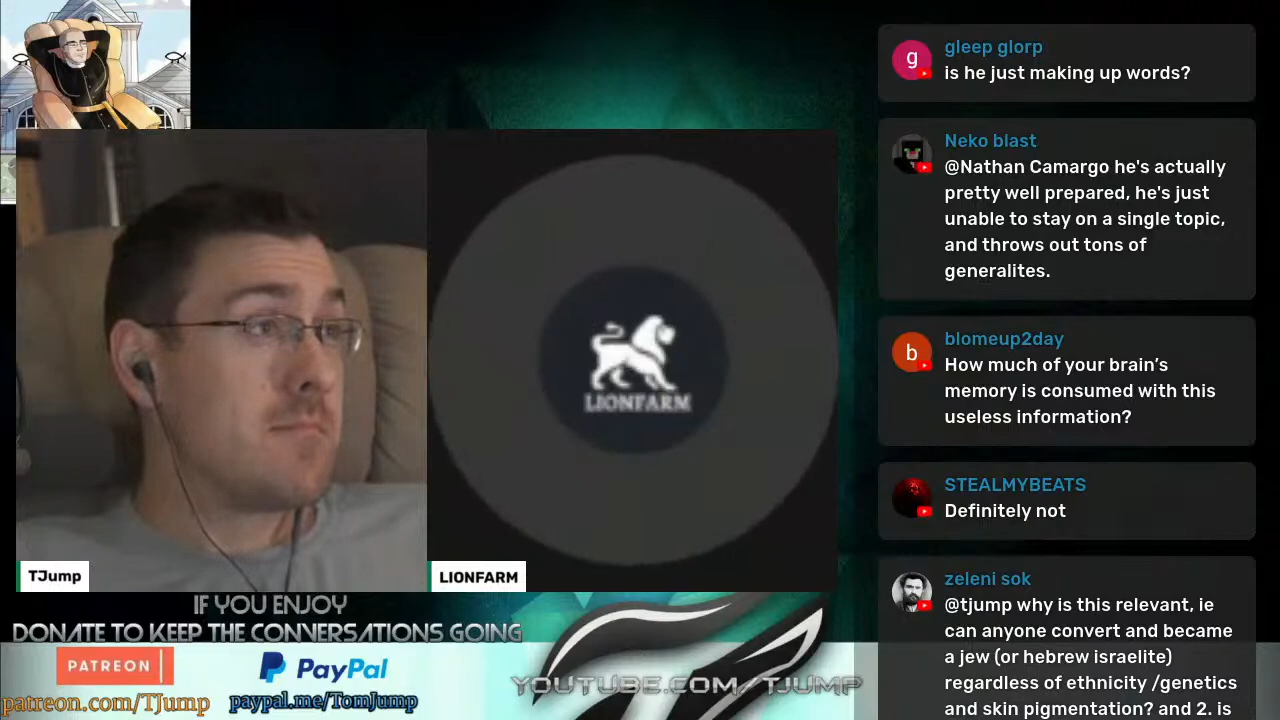 gleep glorp
is he just making up words?
Neko blast
@Nathan Camargo he's actually
pretty well prepared, he's just
unable to stay on a single topic,
and throws out tons of
generalites.
blomeup2day
How much of your brain’s
memory is consumed with this
useless information?
STEALMYBEATS
Definitely not
zeleni sok
@tjump why is this relevant, ie
can anyone convert and became
a jew (or hebrew israelite)
regardless of ethnicity /genetics
and skin pigmentation? and 2. is
g
b
LIONFARM
TJump
LIONFARM
IF YOU ENJOY
DONATE TO KEEP THE CONVERSATIONS GOING
PATREON
PayPal
patreon.com/TJump
paypal.me/TomJump
YOUTUBE.COM/TJUMP